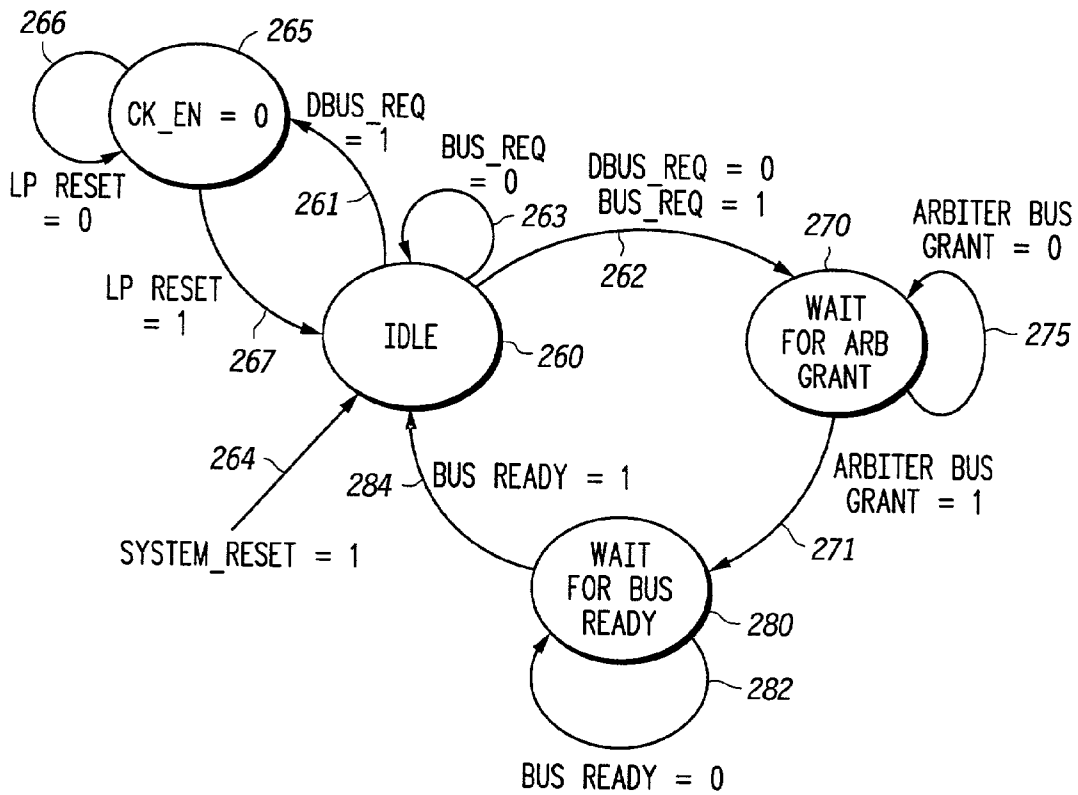 266
265
CK_EN = 0
DBUS_REQ
= 1
BUS_REQ
= 0
DBUS_REQ = 0
BUS_REQ = 1
LP RESET
= 0
261
263
262
270
ARBITER BUS
GRANT = 0
LP RESET
= 1
267
IDLE
260
WAIT
FOR ARB
GRANT
275
264
284
BUS READY = 1
ARBITER BUS
GRANT = 1
271
SYSTEM_RESET = 1
WAIT
FOR BUS
READY
280
282
BUS READY = 0